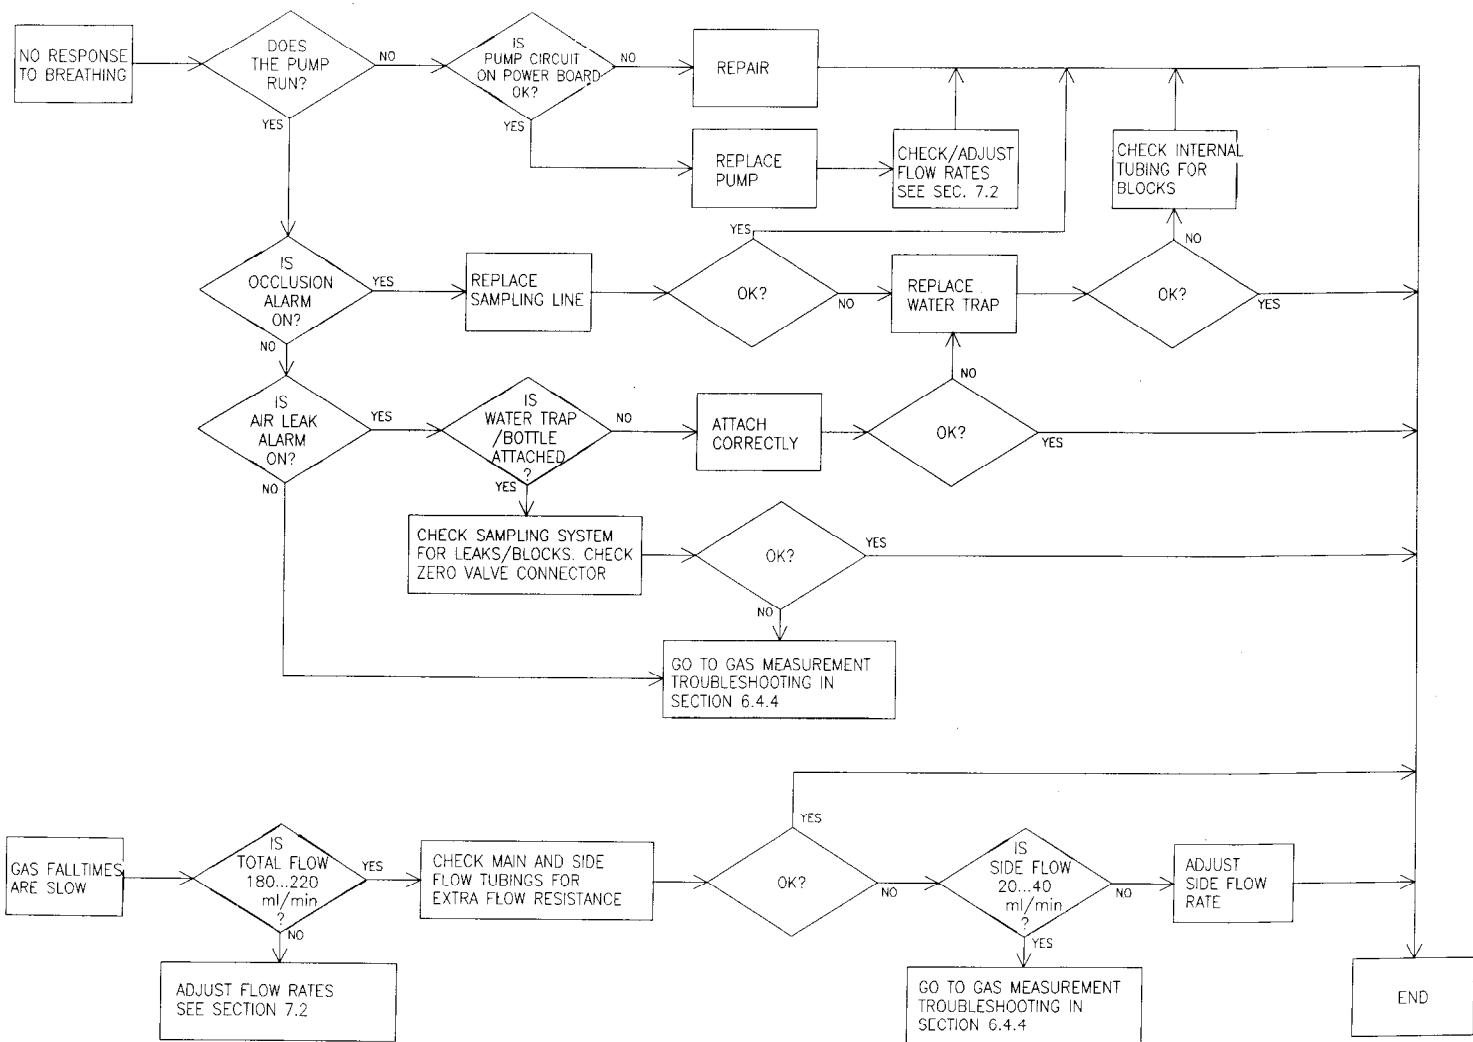 NO RESPONSE
TO BREATHING
DOES
THE PUMP
RUN?
NO
YES
IS
PUMP CIRCUIT
ON POWER BOARD
OK?
NO
YES
REPAIR
REPLACE
PUMP
CHECK/ADJUST
FLOW RATES
SEE SEC. 7.2
CHECK INTERNAL
TUBING FOR
BLOCKS
IS
OCCLUSION
ALARM
ON?
YES
NO
REPLACE
SAMPLING LINE
YES
OK?
NO
REPLACE
WATER TRAP
NO
OK?
YES
IS
AIR LEAK
ALARM
ON?
YES
NO
IS
WATER TRAP
/BOTTLE
ATTACHED
?
NO
YES
ATTACH
CORRECTLY
NO
OK?
YES
CHECK SAMPLING SYSTEM
FOR LEAKS/BLOCKS. CHECK
ZERO VALVE CONNECTOR
OK?
YES
NO
GO TO GAS MEASUREMENT
TROUBLESHOOTING IN
SECTION 6.4.4
GAS FALLTIMES
ARE SLOW
IS
TOTAL FLOW
180...220
ml/min
?
YES
NO
CHECK MAIN AND SIDE
FLOW TUBINGS FOR
EXTRA FLOW RESISTANCE
YES
OK?
NO
IS
SIDE FLOW
20...40
ml/min
?
NO
YES
ADJUST
SIDE FLOW
RATE
ADJUST FLOW RATES
SEE SECTION 7.2
GO TO GAS MEASUREMENT
TROUBLESHOOTING IN
SECTION 6.4.4
END